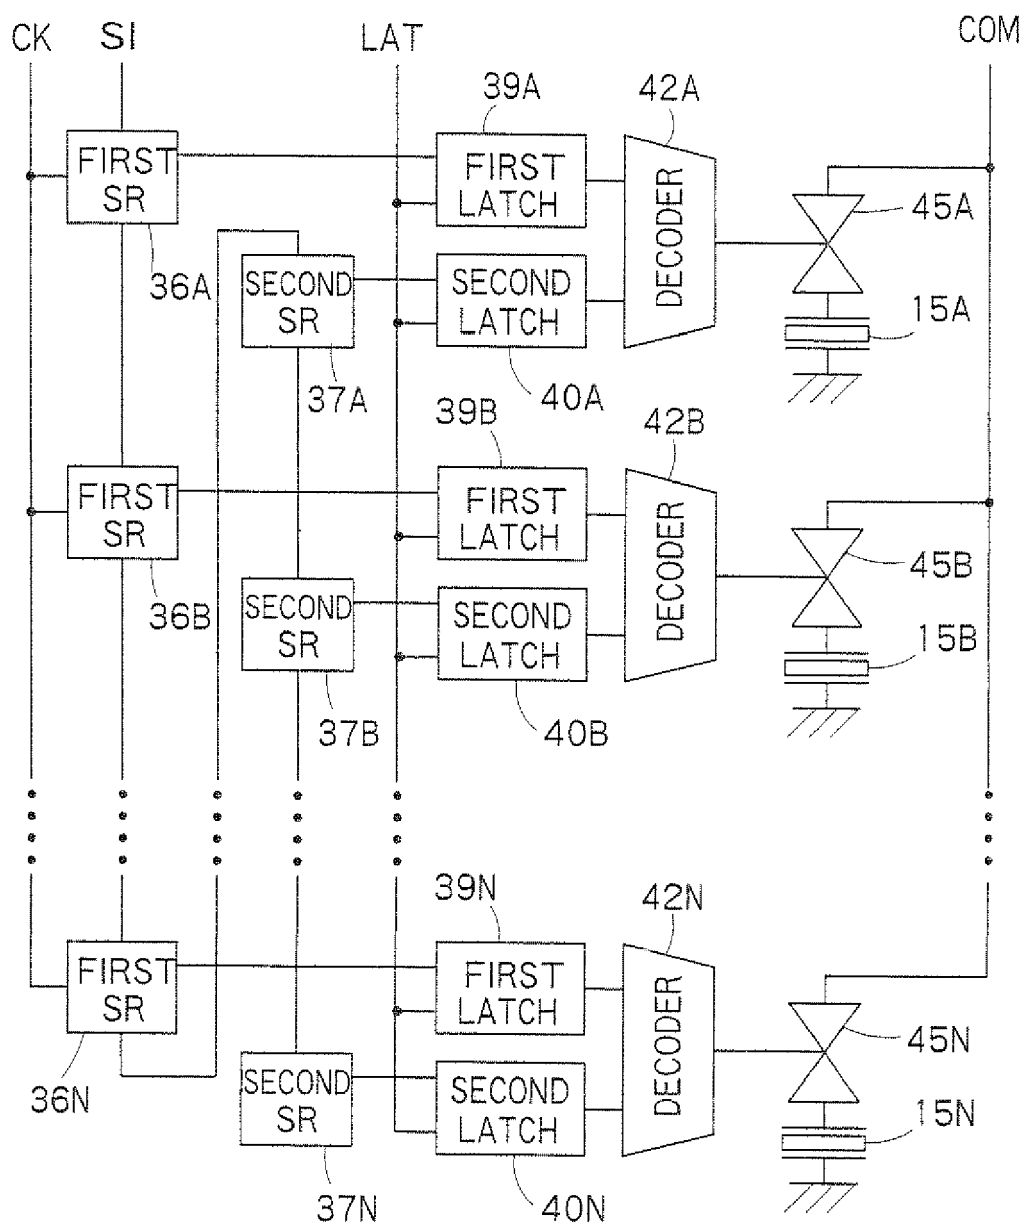 CK SI LAT COM
39A 42A
FIRST
SR
FIRST
LATCH
DECODER
45A
36A
SECOND
SR
SECOND
LATCH
15A
37A 40A
39B 42B
FIRST
SR
FIRST
LATCH
DECODER
45B
36B
SECOND
SR
SECOND
LATCH
15B
37B 40B
39N 42N
FIRST
SR
FIRST
LATCH
DECODER
45N
36N
SECOND
SR
SECOND
LATCH
15N
37N 40N